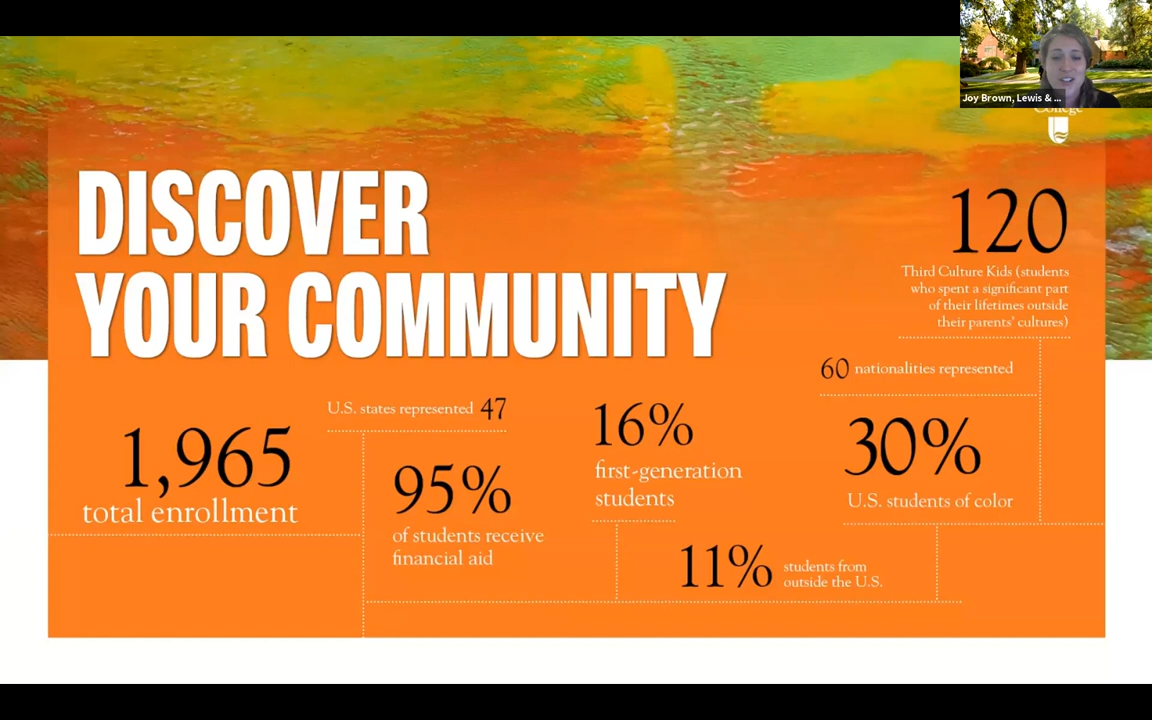 Joy Brown, Lewis & ...
College
DISCOVER
YOUR COMMUNITY
120
Third Culture Kids (students
who spent a significant part
of their lifetimes outside
their parents' cultures)
60 nationalities represented
U.S. states represented 47
1,965
total enrollment
95%
of students receive
financial aid
16%
first-generation
students
30%
U.S. students of color
11%
students from
outside the U.S.